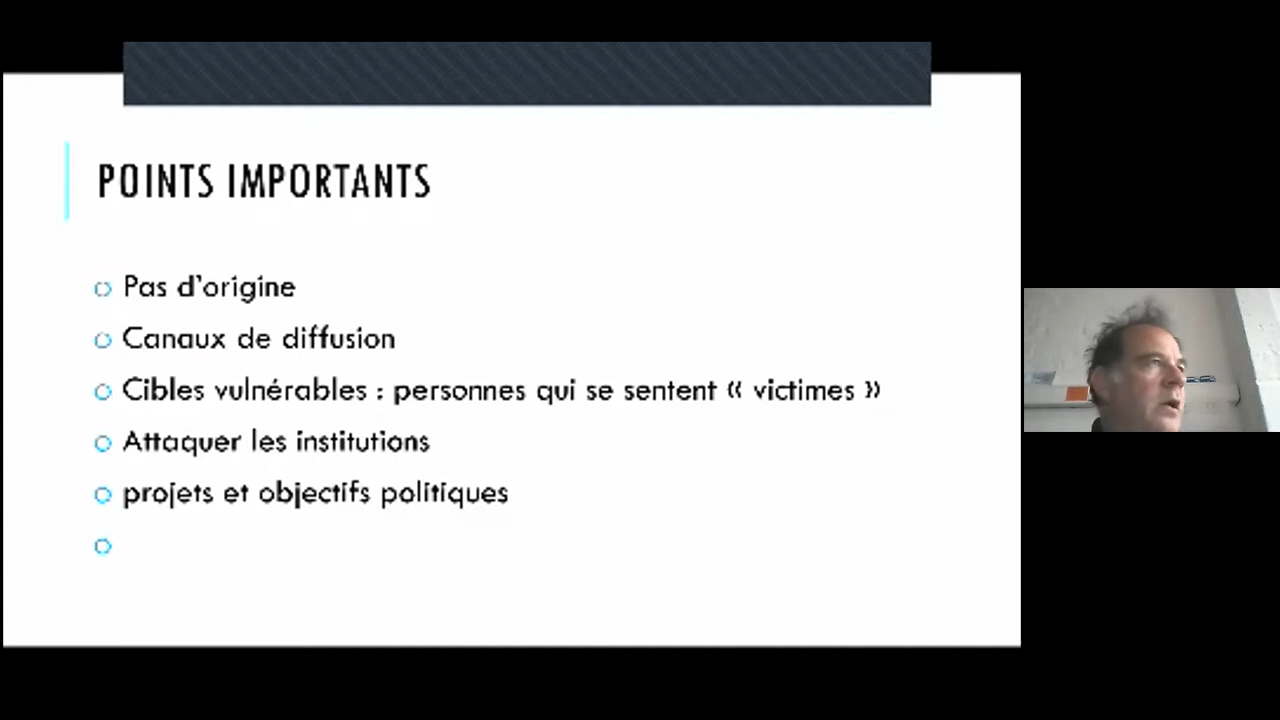 POINTS IMPORTANTS
Pas d'origine
Canaux de diffusion
Cibles vulnérables : personnes qui se sentent « victimes »
Attaquer les institutions
projets et objectifs politiques